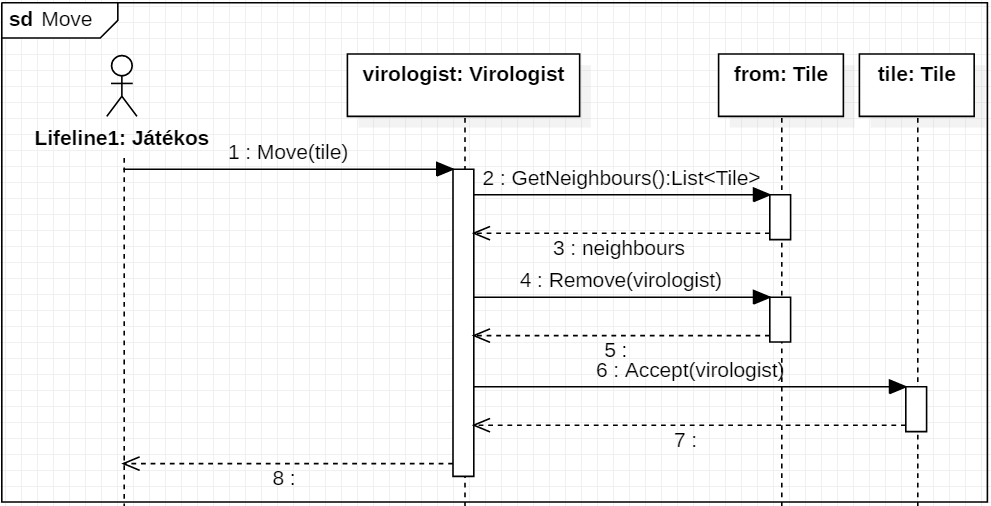 sd Move
virologist: Virologist
from: Tile
tile: Tile
Lifeline1: Játékos
1 : Move(tile)
2 : GetNeighbours():List<Tile>
3 : neighbours
4 : Remove(virologist)
5 :
6 : Accept(virologist)
7 :
8 :